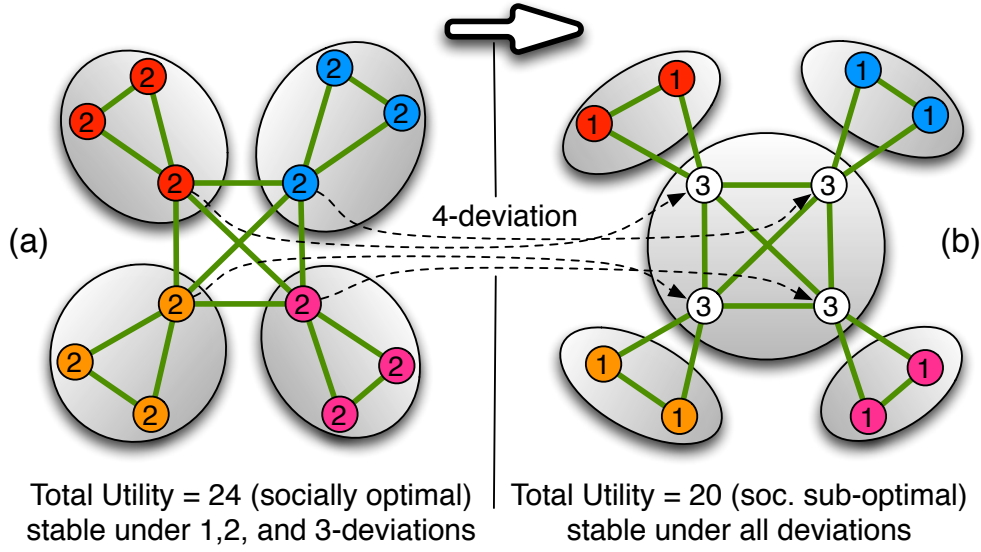 2 2 1 1
2 2 1 1
2 2 3 3
4-deviation
(a) (b)
2 2 3 3
2 2 1 1
2 2 1 1
Total Utility = 24 (socially optimal)
stable under 1,2, and 3-deviations
Total Utility = 20 (soc. sub-optimal)
stable under all deviations